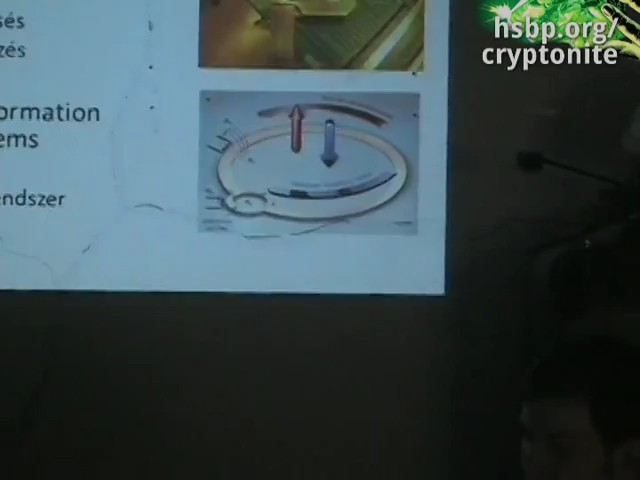 hsbp.org/
cryptonite
sés
zés
ormation
ems
endszer